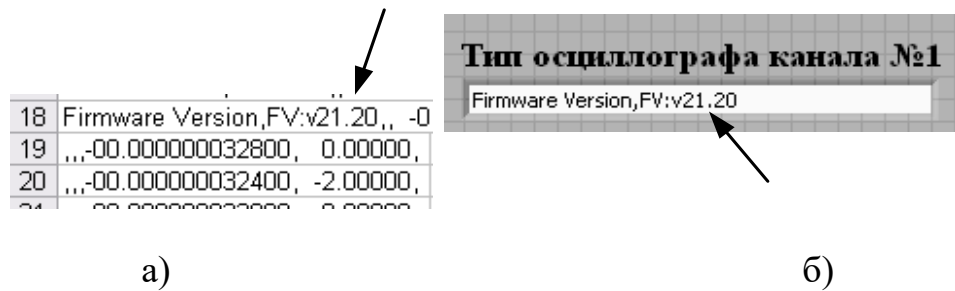 18 Firmware Version,FV:v21.20,, -0
19 ,,,-00.000000032800, 0.00000,
20 ,,,-00.000000032400, -2.00000,
Тип осциллографа канала №1
Firmware Version,FV:v21.20
а)
б)